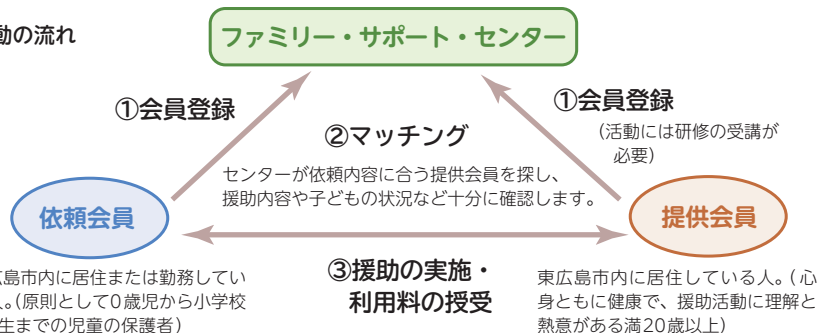 動の流れ
ファミリー・サポート・センター
①会員登録
①会員登録
(活動には研修の受講が
必要)
②マッチング
センターが依頼内容に合う提供会員を探し、
援助内容や子どもの状況など十分に確認します。
依頼会員
提供会員
③援助の実施・
利用料の授受
広島市内に居住または勤務してい
人。(原則として0歳児から小学校
生までの児童の保護者)
東広島市内に居住している人。(心
身ともに健康で、援助活動に理解と
熱意がある満20歳以上)